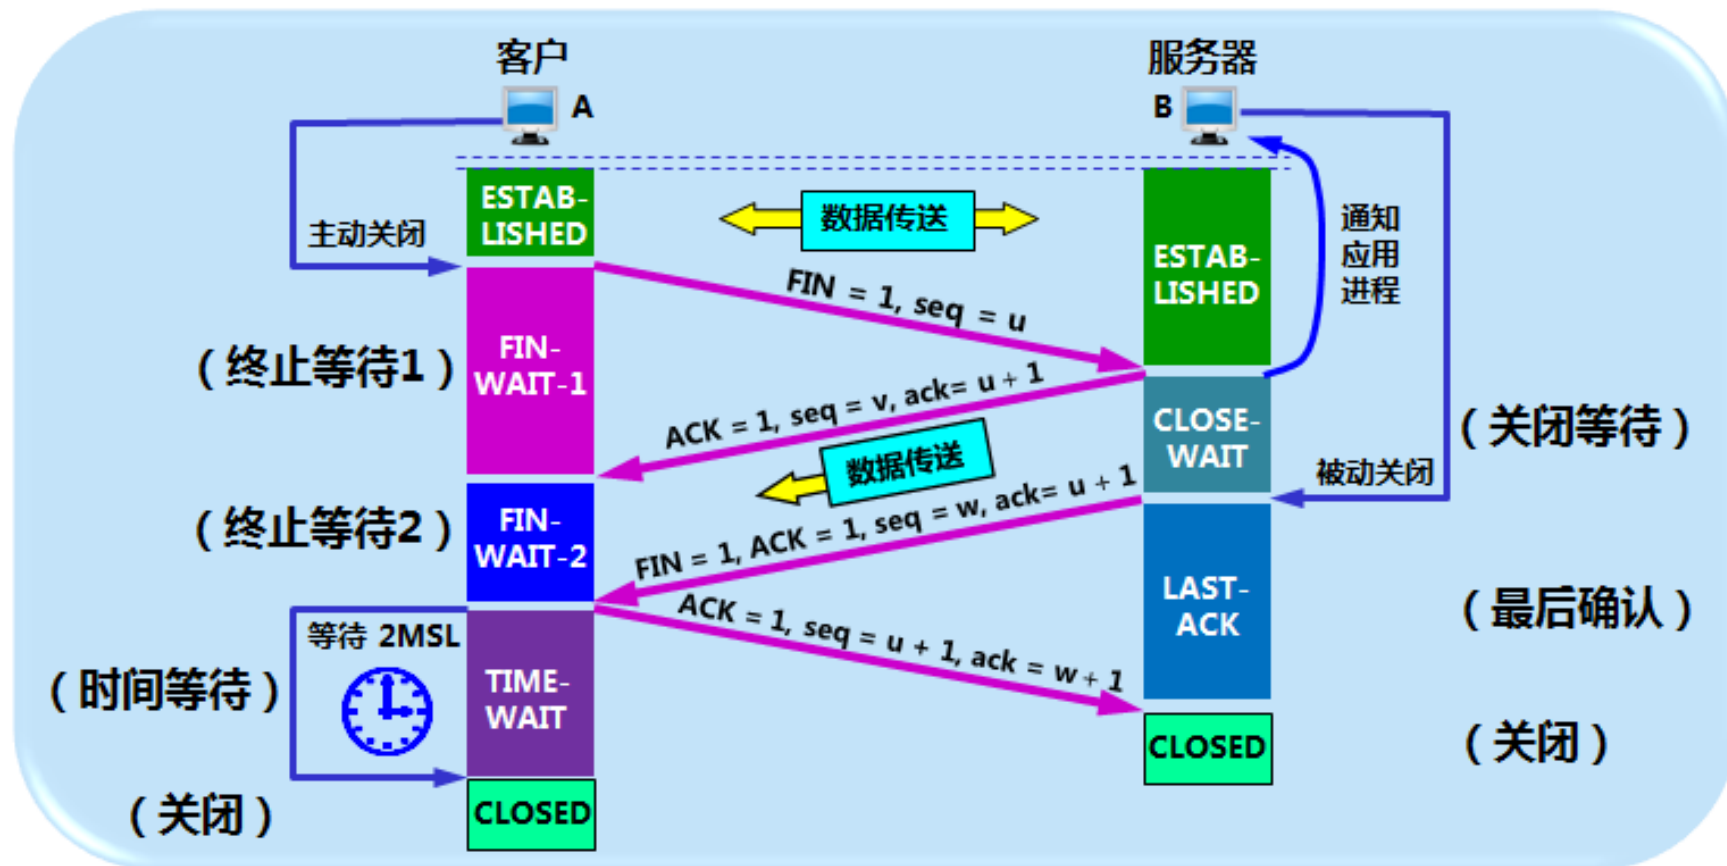 客户
服务器
A
B
ESTAB-
LISHED
数据传送
通知
应用
进程
主动关闭
ESTAB-
LISHED
FIN = 1, seq = u
(终止等待1)
FIN-
WAIT-1
ACK = 1, seq = v, ack= u + 1
CLOSE-
WAIT
(关闭等待)
数据传送
被动关闭
(终止等待2)
FIN-
WAIT-2
FIN = 1, ACK = 1, seq = w, ack= u + 1
LAST-
ACK
(最后确认)
ACK = 1, seq = u + 1, ack = w + 1
等待 2MSL
(时间等待)
TIME-
WAIT
CLOSED
(关闭)
(关闭)
CLOSED